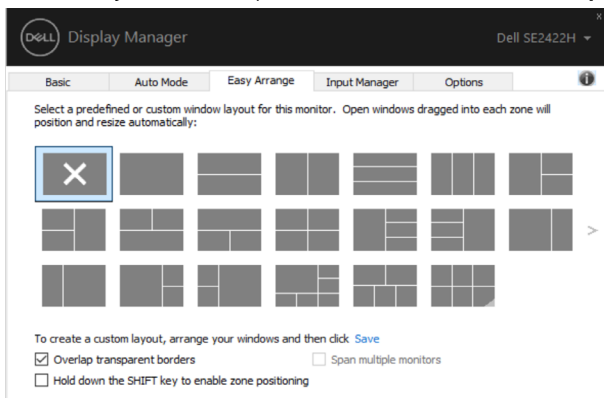 DELL Display Manager
x
Dell SE2422H
Basic Auto Mode Easy Arrange Input Manager Options i
Select a predefined or custom window layout for this monitor. Open windows dragged into each zone will
position and resize automatically:
>
To create a custom layout, arrange your windows and then click Save
Overlap transparent borders
Span multiple monitors
Hold down the SHIFT key to enable zone positioning